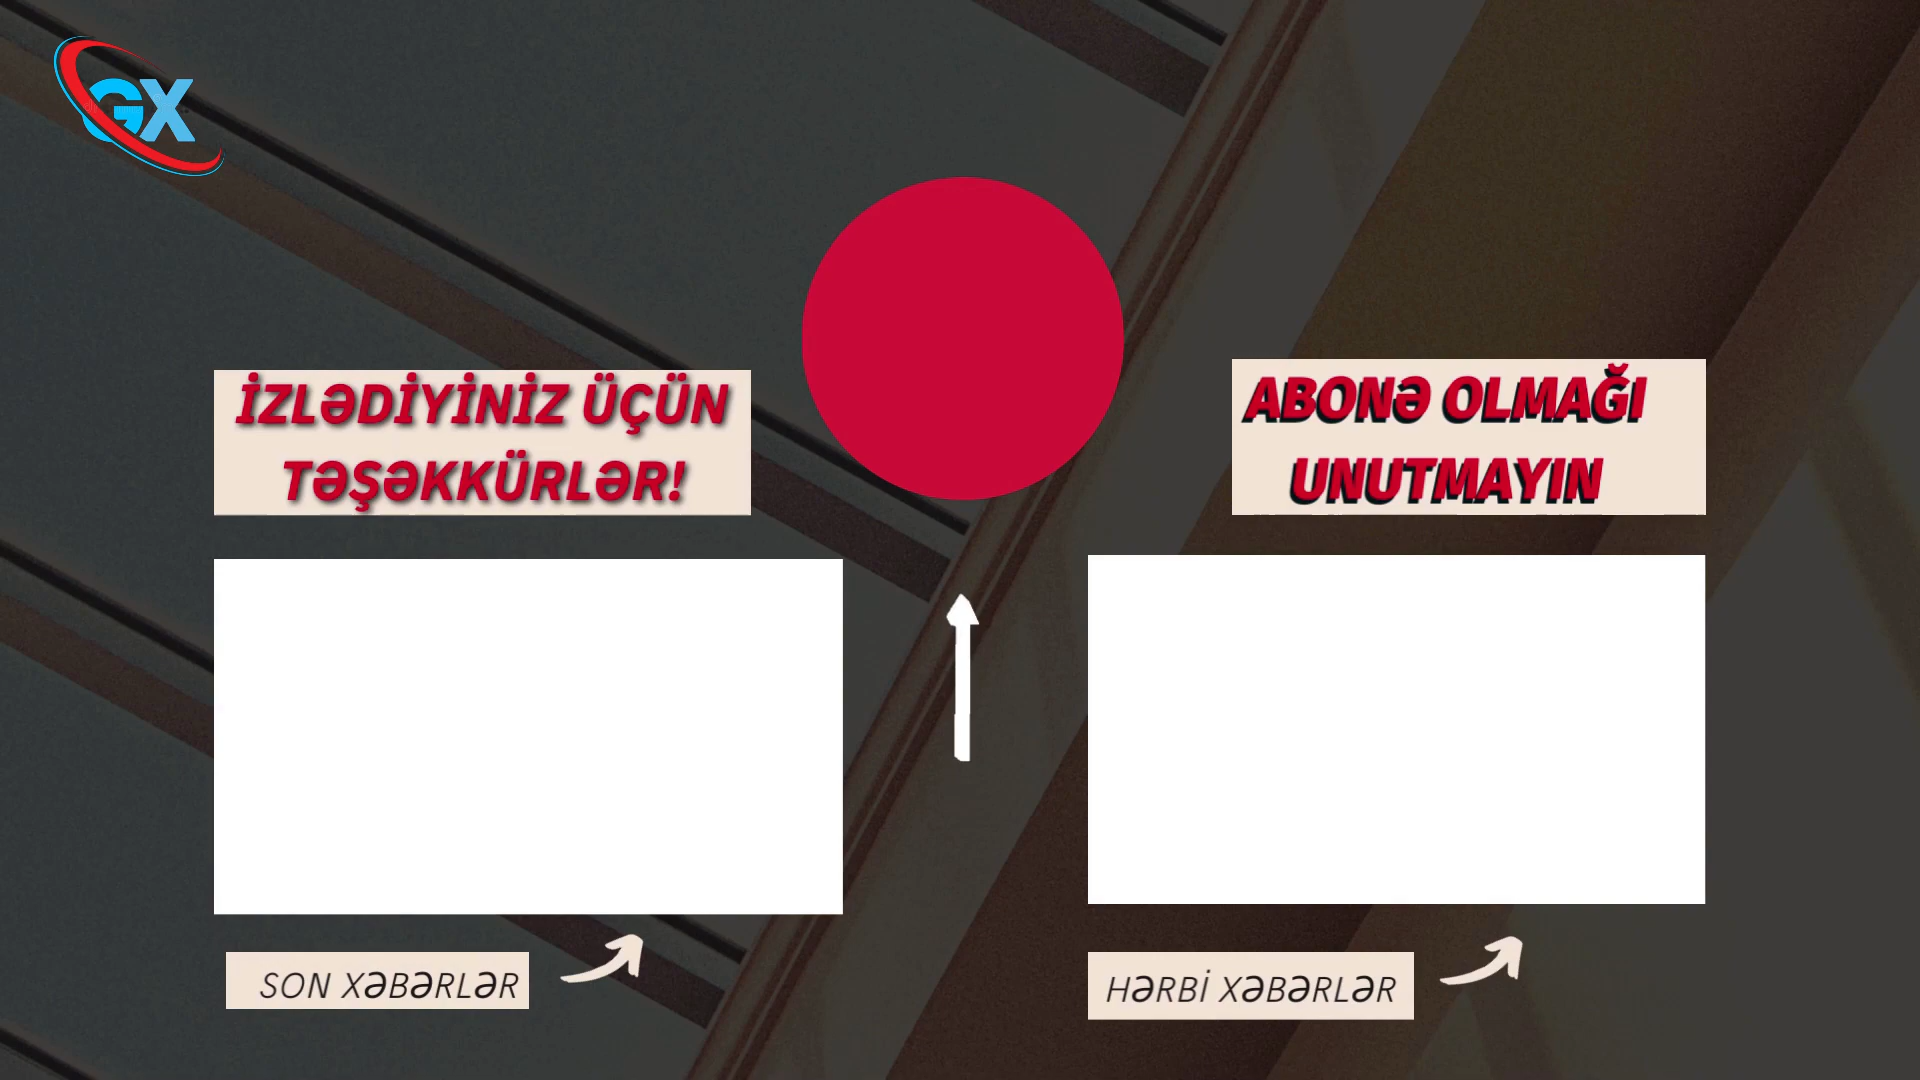 GX
İZLƏDİYİNİZ ÜÇÜN
TƏŞƏKKÜRLƏR!
ABONƏ OLMAĞI
UNUTMAYIN
SON XƏBƏRLƏR
HƏRBİ XƏBƏRLƏR